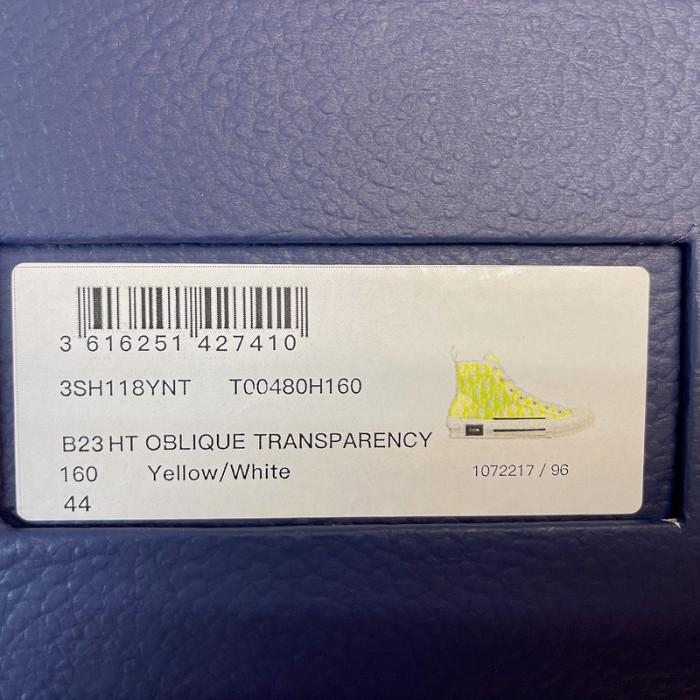 3 616251 427410
3SH118YNT T00480H160
B23 HT OBLIQUE TRANSPARENCY
160 Yellow/White
1072217 / 96
44